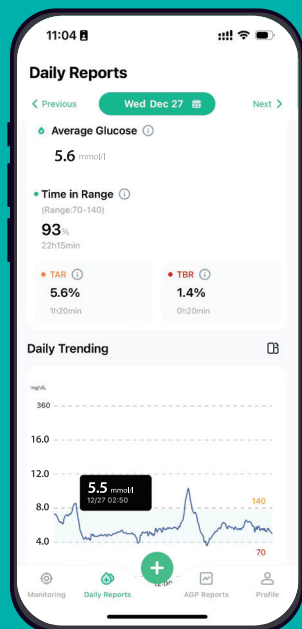 11:04
Daily Reports
Previous
Wed Dec 27
Next
Average Glucose
5.6 mmol/l
Time in Range
(Range:70-140)
93%
22h15min
TAR
5.6%
1h20min
TBR
1.4%
0h20min
Daily Trending
mg/dL
360
16.0
12.0
5.5 mmol/l
12/27 02:50
8.0
140
4.0
70
Monitoring
Daily Reports
AGP Reports
Profile